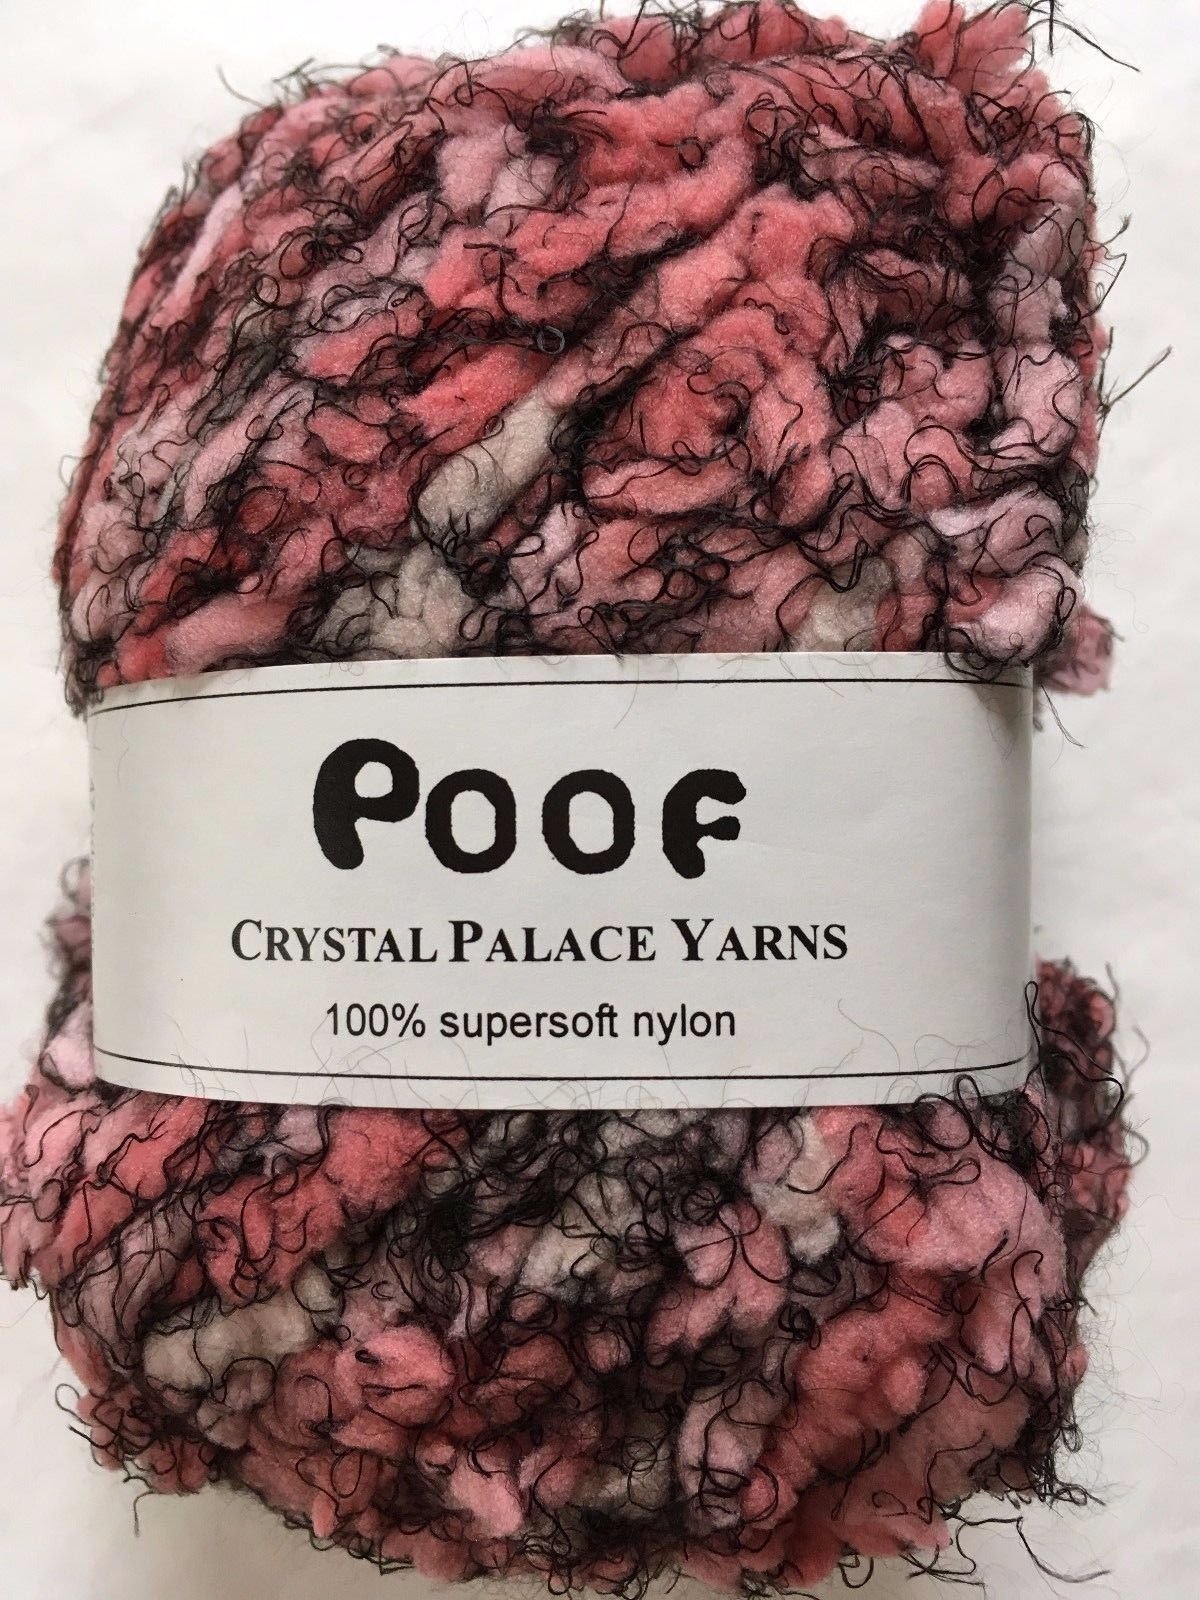 POOF
CRYSTAL PALACE YARNS
100% supersoft nylon